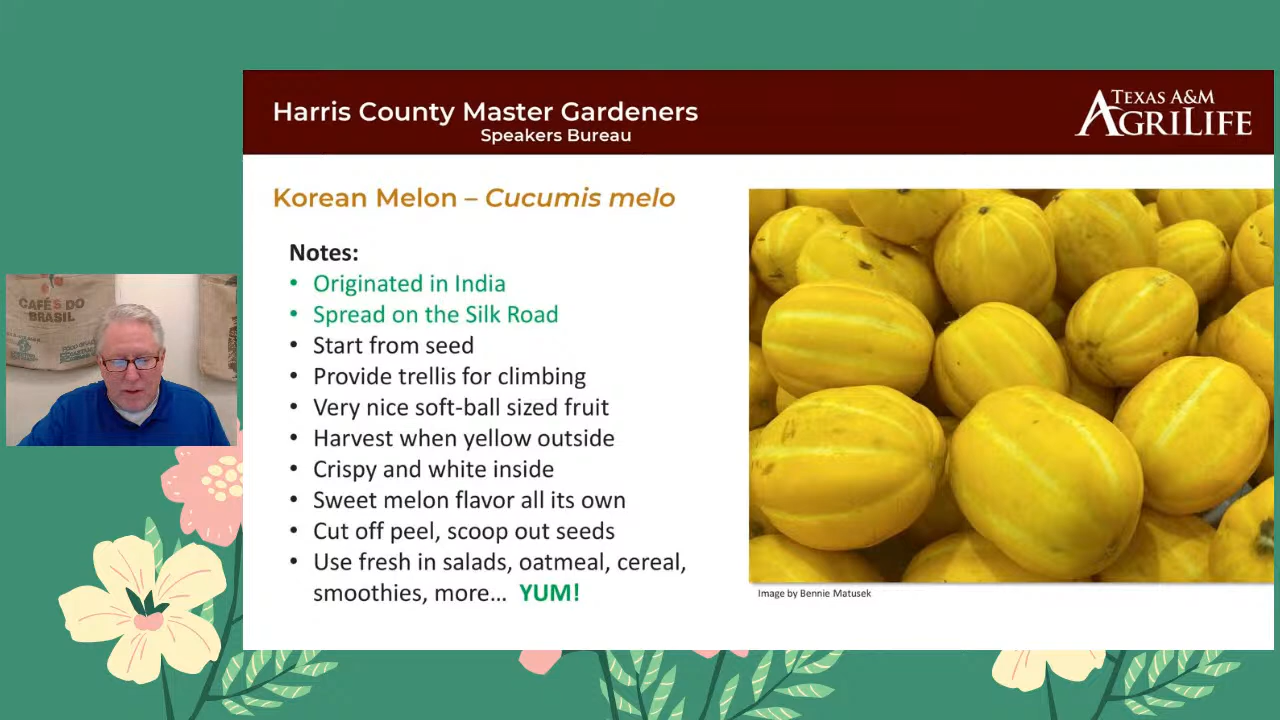 Harris County Master Gardeners
Speakers Bureau
TEXAS A&M
AGRILIFE
Korean Melon – Cucumis melo
Notes:
• Originated in India
• Spread on the Silk Road
• Start from seed
• Provide trellis for climbing
• Very nice soft-ball sized fruit
• Harvest when yellow outside
• Crispy and white inside
• Sweet melon flavor all its own
• Cut off peel, scoop out seeds
• Use fresh in salads, oatmeal, cereal,
smoothies, more... YUM!
Image by Bennie Matusek
CAFÉS DO
BRASIL